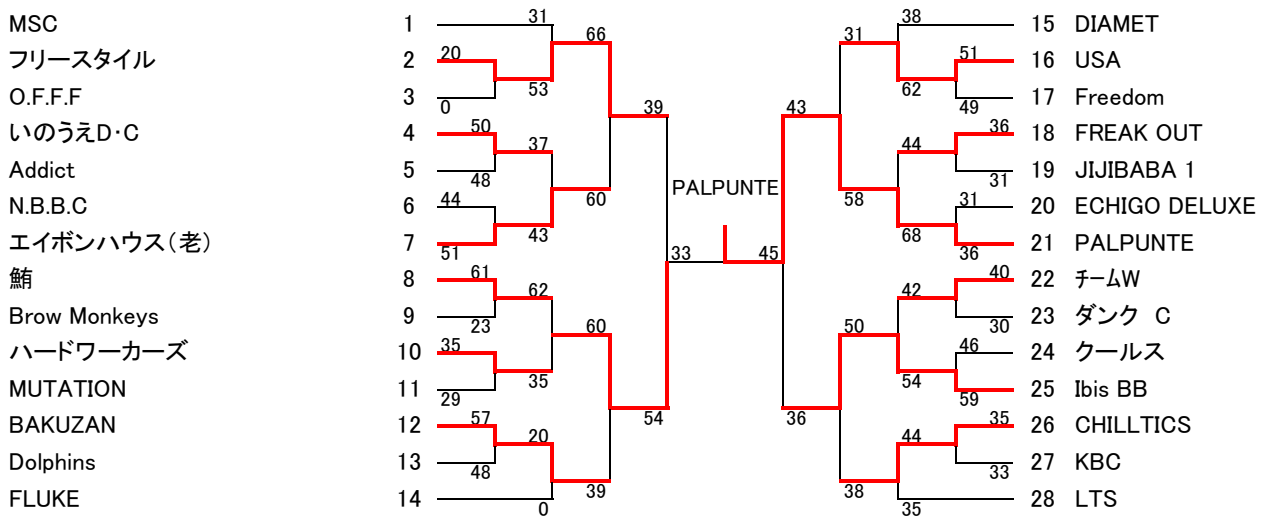 MSC 1 31 66 31 38 15 DIAMET
フリースタイル 2 20 51 16 USA
O.F.F.F 3 0 53 62 49 17 Freedom
39 43
いのうえD・C 4 50 37 44 36 18 FREAK OUT
Addict 5 48 31 19 JIJIBABA 1
PALPUNTE
N.B.B.C 6 44 60 58 31 20 ECHIGO DELUXE
エイボンハウス(老) 7 51 43 68 36 21 PALPUNTE
33 45
鮪 8 61 62 42 40 22 チームW
Brow Monkeys 9 23 60 50 30 23 ダンク C
ハードワーカーズ 10 35 46 24 クールス
MUTATION 11 29 35 54 59 25 Ibis BB
54 36
BAKUZAN 12 57 20 44 35 26 CHILLTICS
Dolphins 13 48 33 27 KBC
39 38
FLUKE 14 0 35 28 LTS